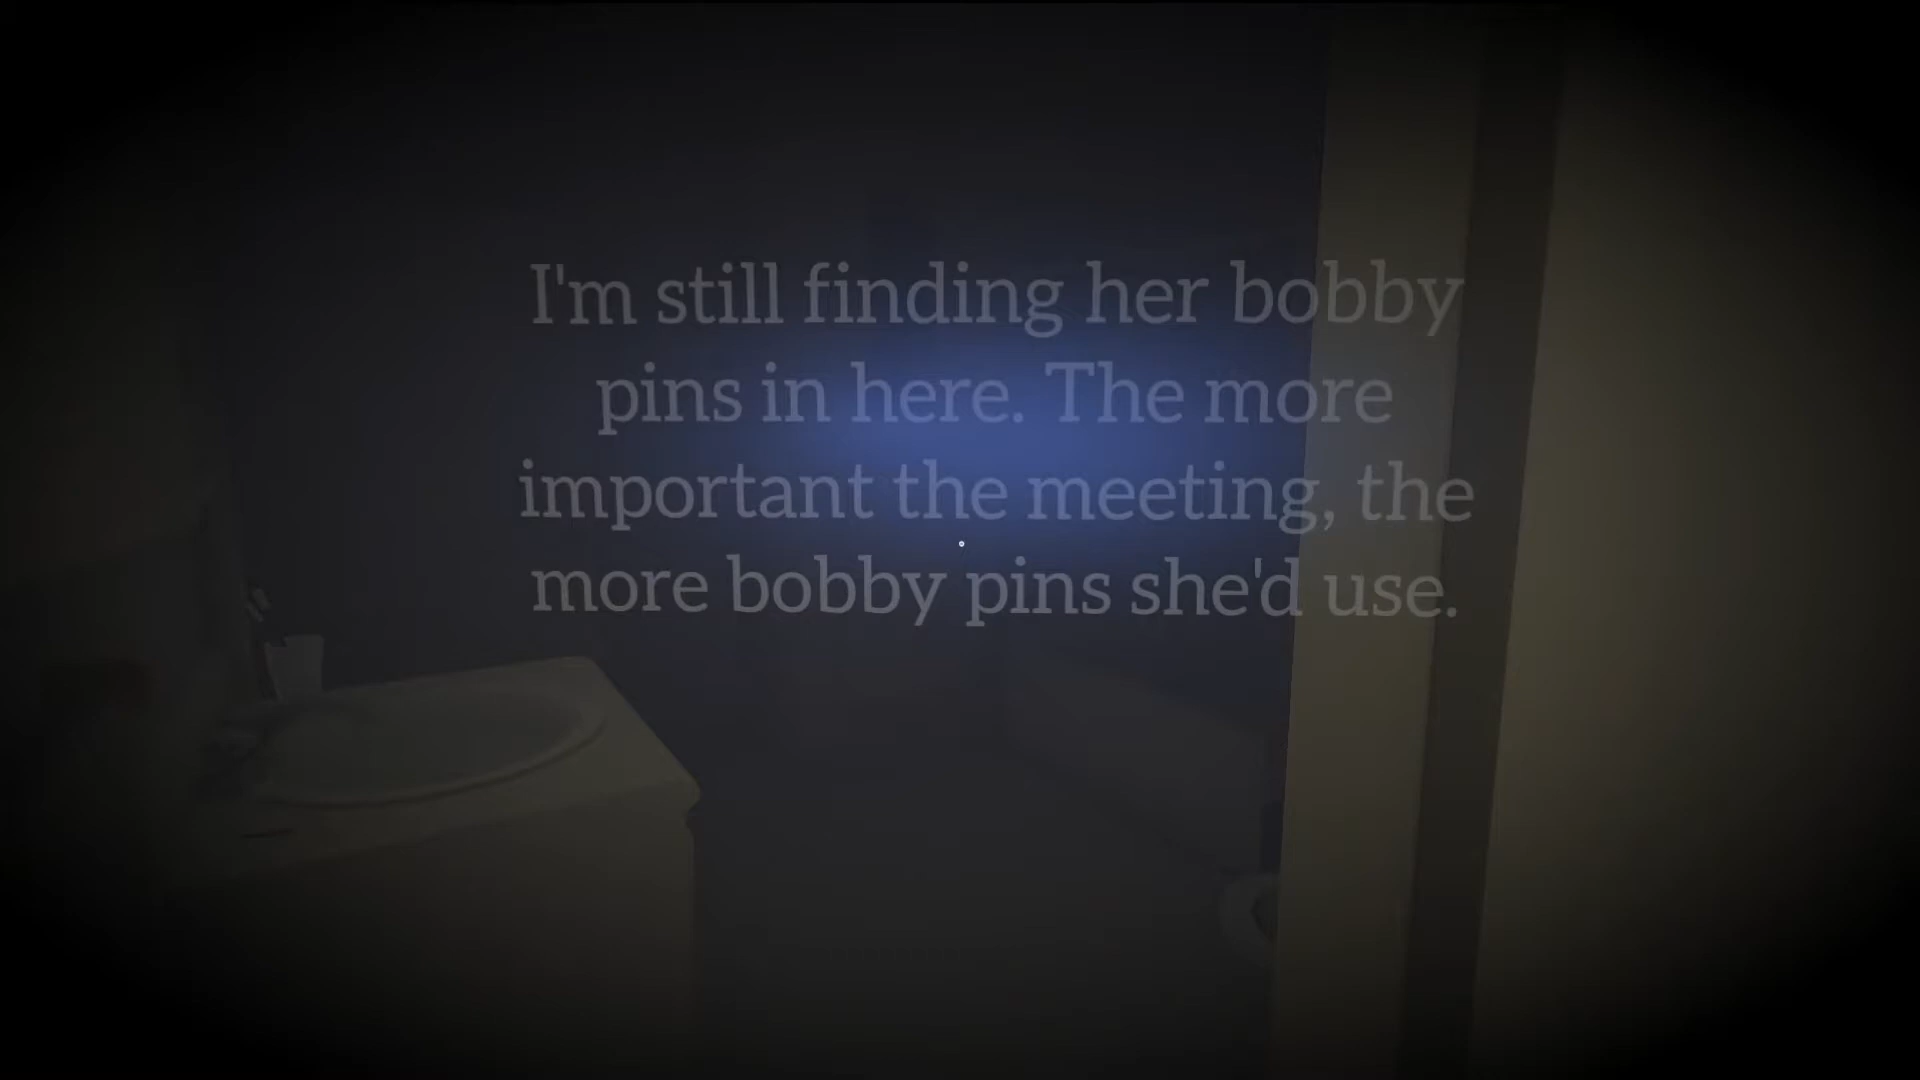 I'm still finding her bobby
pins in here. The more
important the meeting, the
more bobby pins she'd use.